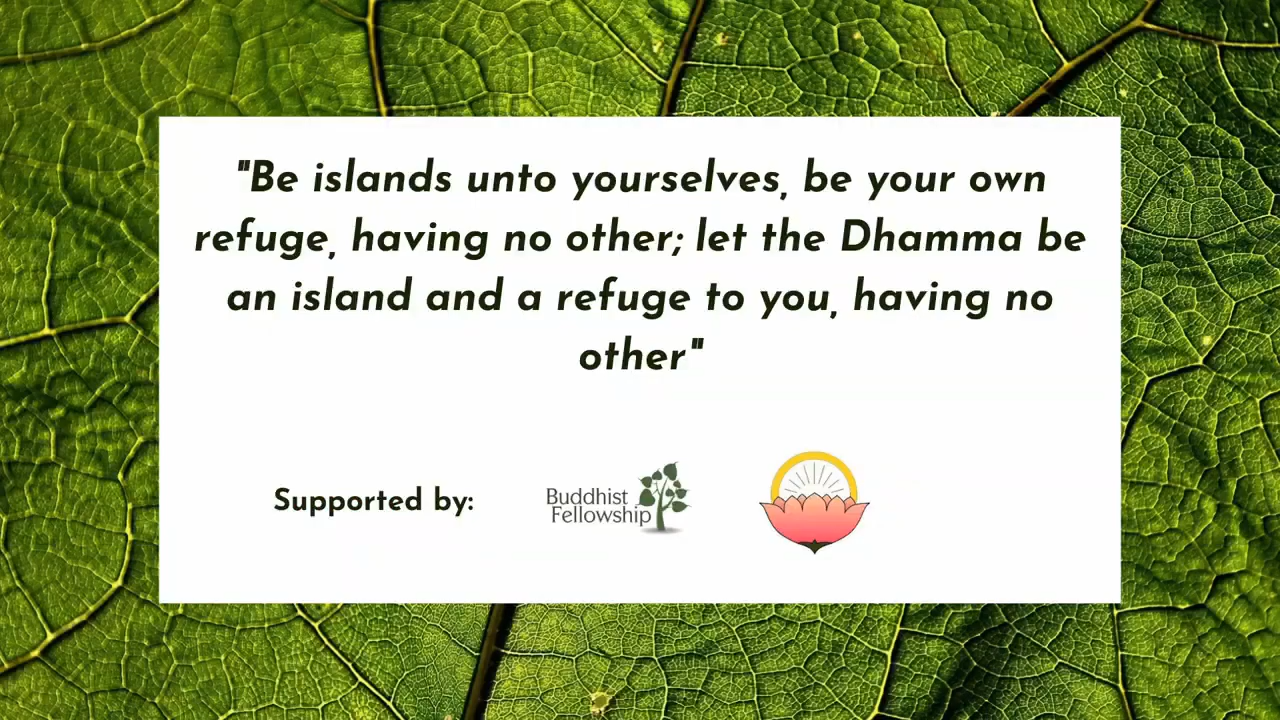 "Be islands unto yourselves, be your own
refuge, having no other; let the Dhamma be
an island and a refuge to you, having no
other"
Supported by:
Buddhist
Fellowship